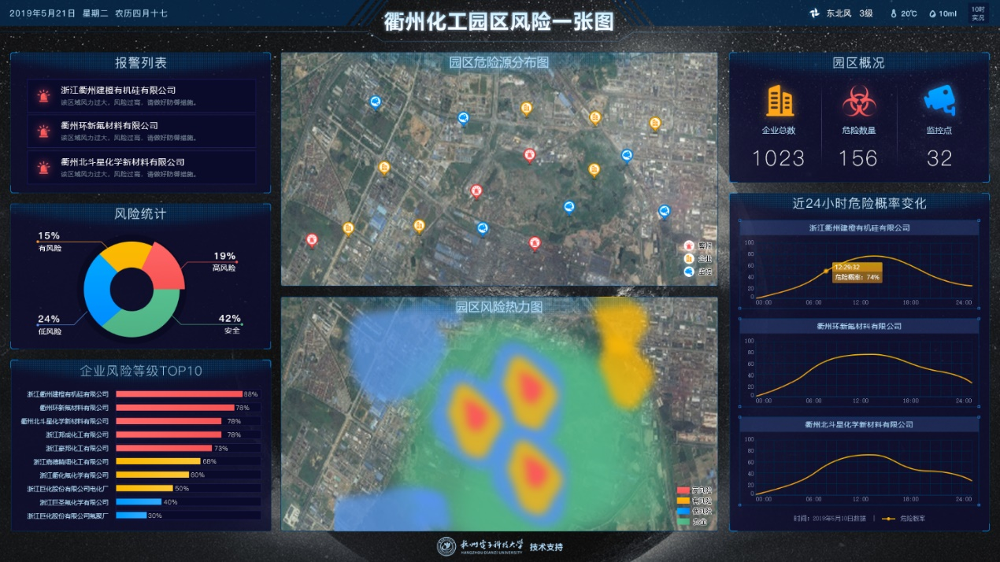 2019年5月21日 星期二 农历四月十七
衢州化工园区风险一张图
东北风 3级 20℃ 10ml
10时
实况
报警列表
浙江衢州建橙有机硅有限公司
该区域风力过大，风险过高，请做好防御措施。
衢州环新氟材料有限公司
该区域风力过大，风险过高，请做好防御措施。
衢州北斗星化学新材料有限公司
该区域风力过大，风险过高，请做好防御措施。
风险统计
15%
有风险
19%
高风险
24%
低风险
42%
安全
企业风险等级TOP10
浙江衢州建橙有机硅有限公司 88%
衢州环新氟材料有限公司 78%
衢州北斗星化学新材料有限公司 78%
浙江邦成化工有限公司 78%
浙江豪邦化工有限公司 73%
浙江嘉德精细化工有限公司 68%
浙江衢化氟化学有限公司 60%
浙江巨化股份有限公司电化厂 50%
浙江巨圣氟化学有限公司 40%
浙江巨化股份有限公司氟聚厂 30%
园区危险源分布图
企业
园区风险热力图
高风险
有风险
低风险
安全
园区概况
企业总数 危险数量 监控点
1023 156 32
近24小时危险概率变化
浙江衢州建橙有机硅有限公司
100
80
60
40
20
0
12:29:32
危险概率：74%
00:00 06:00 12:00 18:00 24:00
衢州环新氟材料有限公司
100
80
60
40
20
0
00:00 06:00 12:00 18:00 24:00
衢州北斗星化学新材料有限公司
100
80
60
40
20
0
00:00 06:00 12:00 18:00 24:00
时间：2019年5月10日数据 | 危险概率
杭州电子科技大学
HANGZHOU DIANZI UNIVERSITY
技术支持